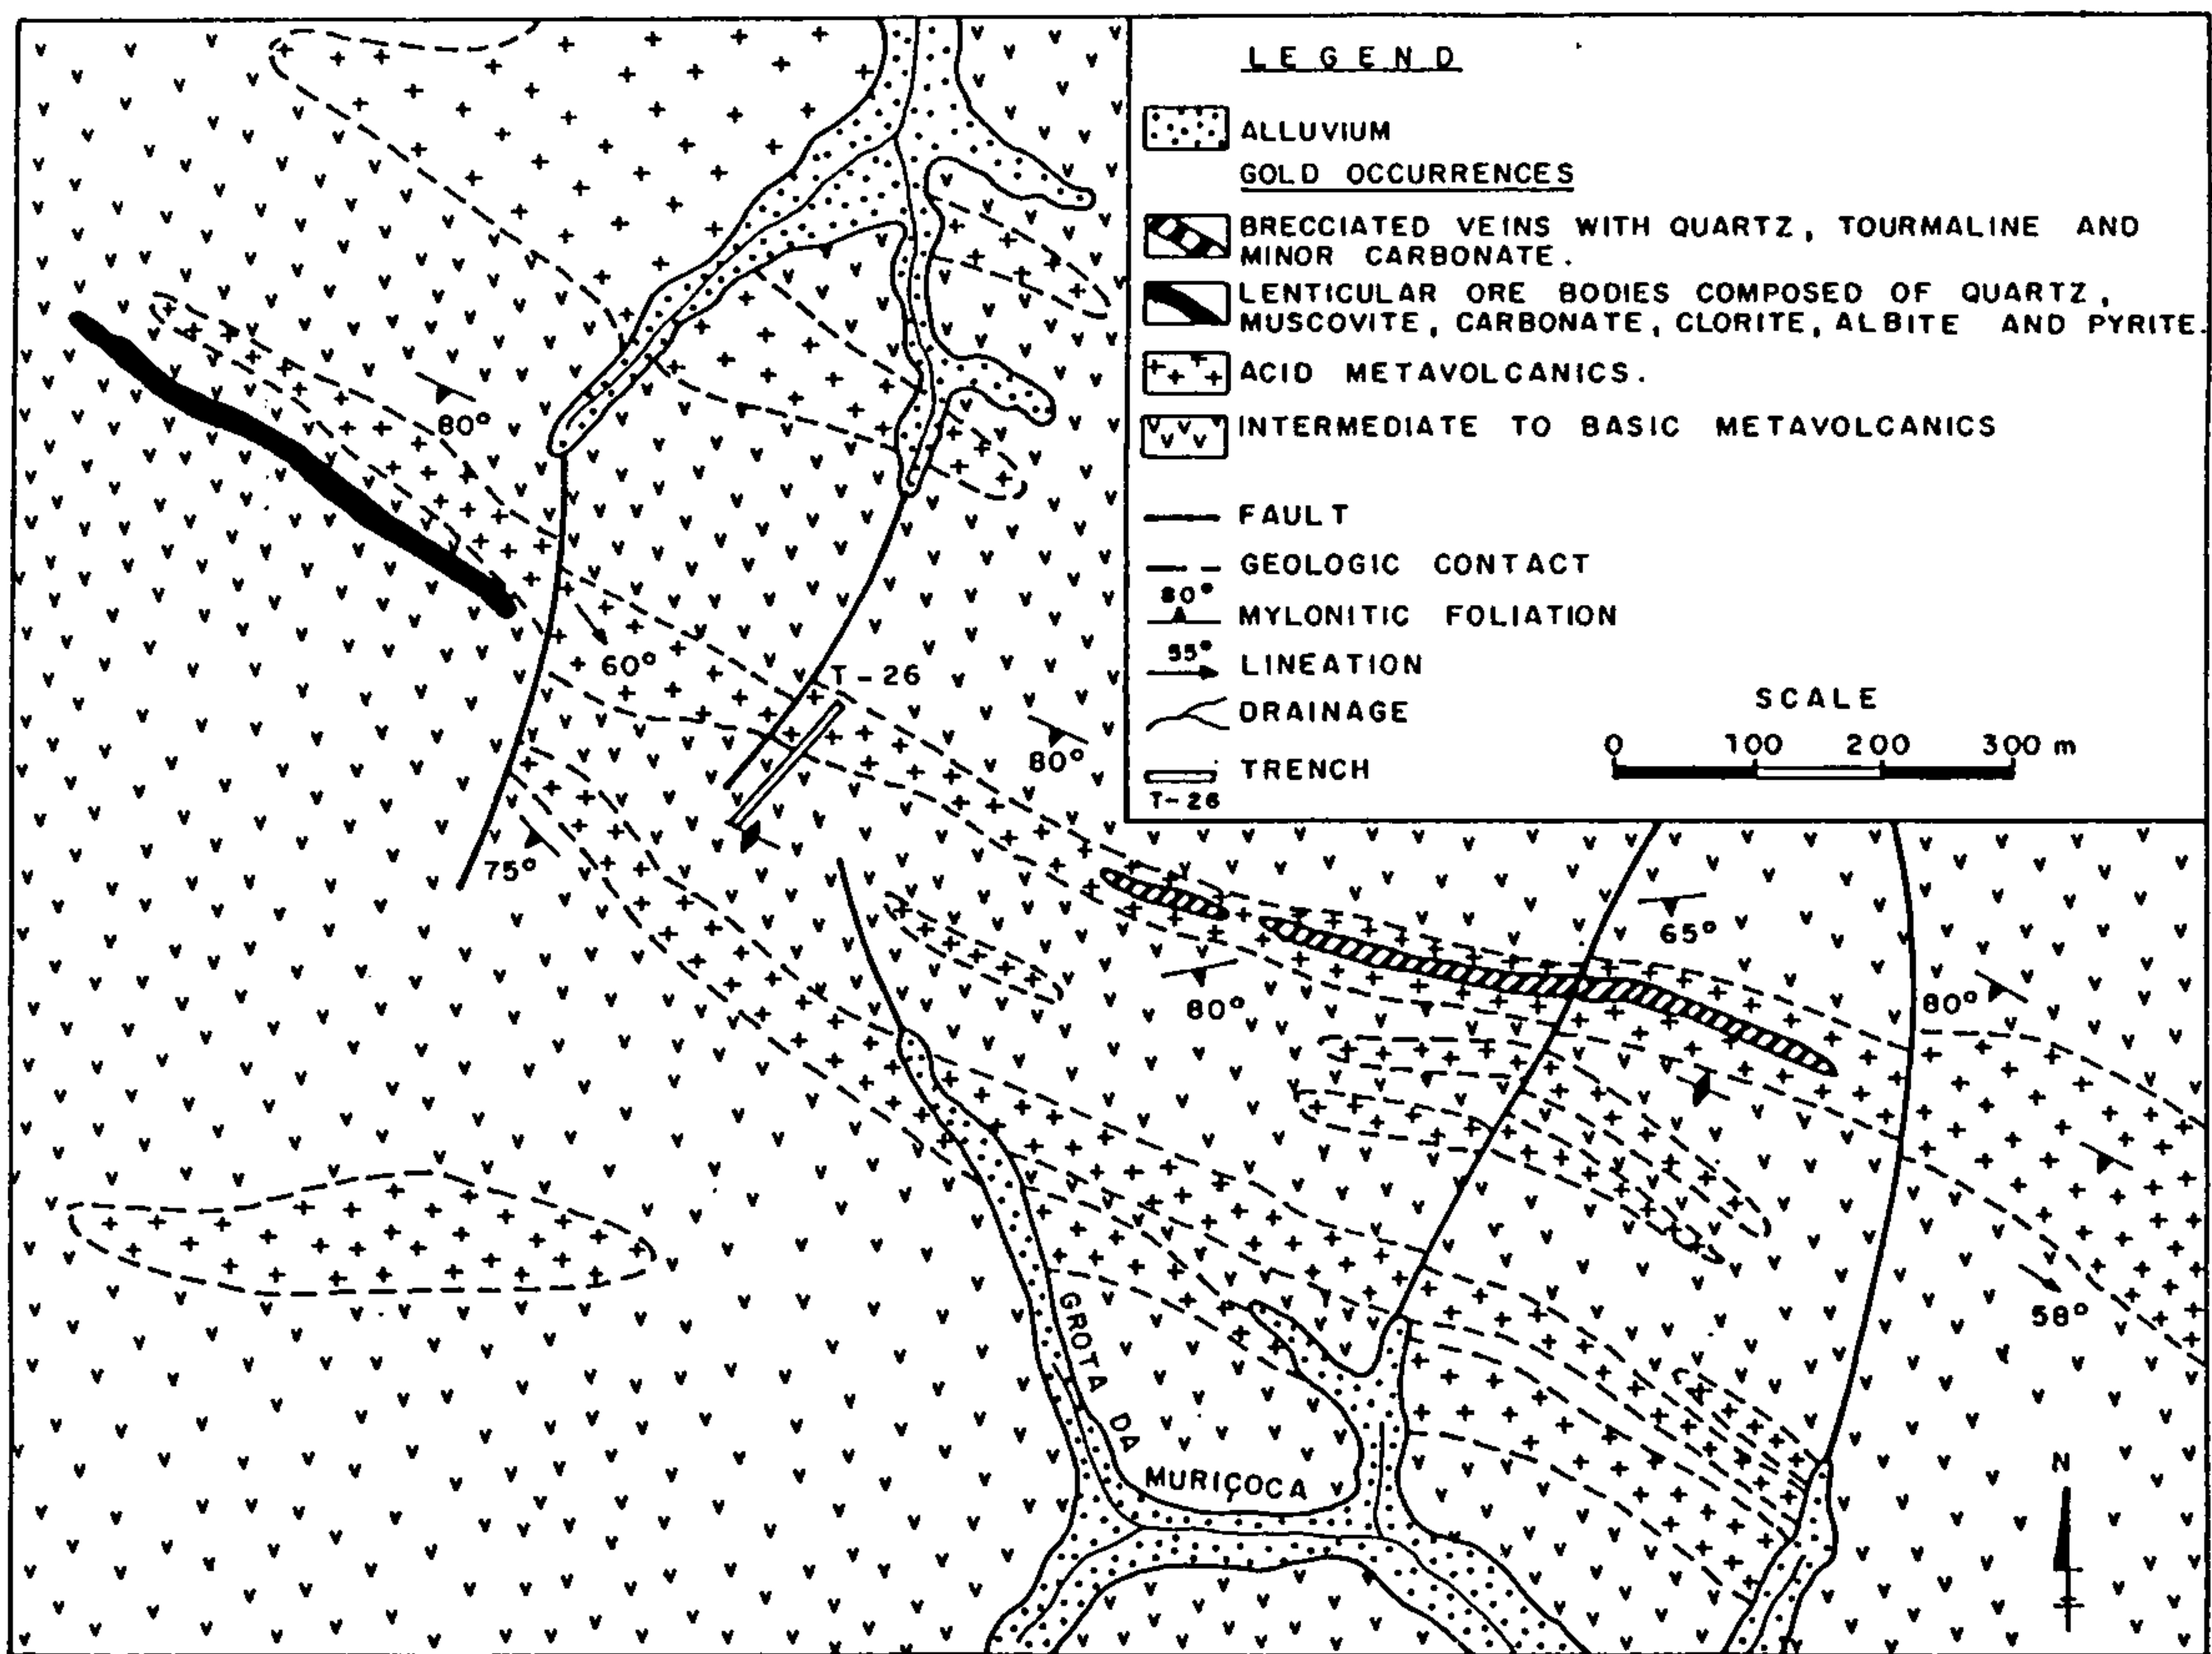 LEGEND
ALLUVIUM
GOLD OCCURRENCES
BRECCIATED VEINS WITH QUARTZ, TOURMALINE AND
MINOR CARBONATE.
LENTICULAR ORE BODIES COMPOSED OF QUARTZ,
MUSCOVITE, CARBONATE, CLORITE, ALBITE AND PYRITE.
ACID METAVOLCANICS.
INTERMEDIATE TO BASIC METAVOLCANICS
FAULT
GEOLOGIC CONTACT
80°
MYLONITIC FOLIATION
55°
LINEATION
DRAINAGE
TRENCH
T-26
SCALE
0 100 200 300 m
80°
60°
T-26
80°
75°
65°
80°
80°
58°
GROTA DA MURIÇOCA
N